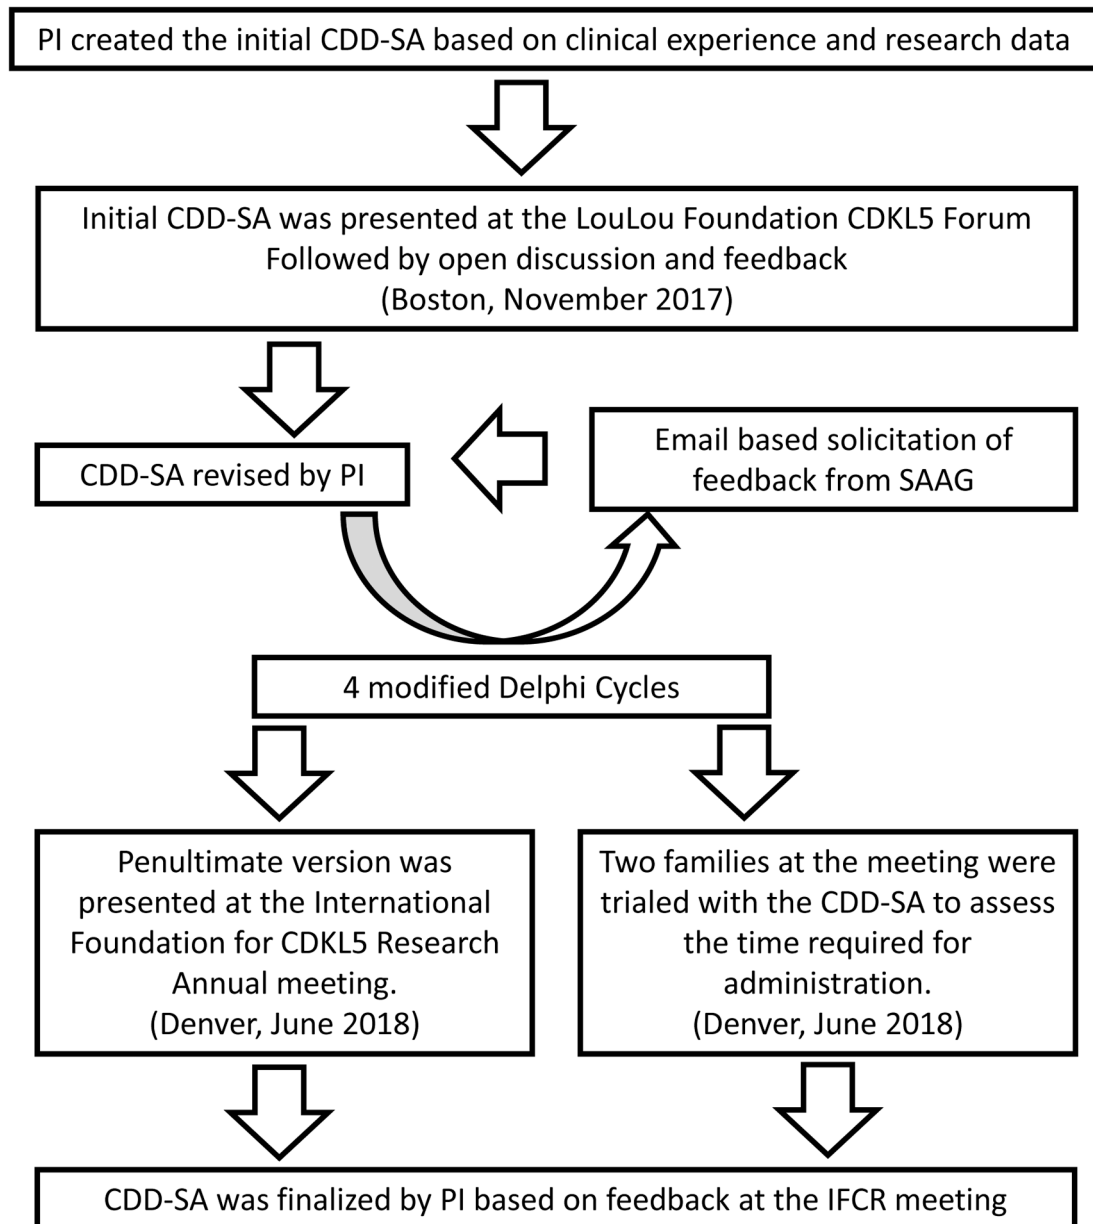 PI created the initial CDD-SA based on clinical experience and research data
Initial CDD-SA was presented at the LouLou Foundation CDKL5 Forum
Followed by open discussion and feedback
(Boston, November 2017)
CDD-SA revised by PI
Email based solicitation of
feedback from SAAG
4 modified Delphi Cycles
Penultimate version was
presented at the International
Foundation for CDKL5 Research
Annual meeting.
(Denver, June 2018)
Two families at the meeting were
trialed with the CDD-SA to assess
the time required for
administration.
(Denver, June 2018)
CDD-SA was finalized by PI based on feedback at the IFCR meeting